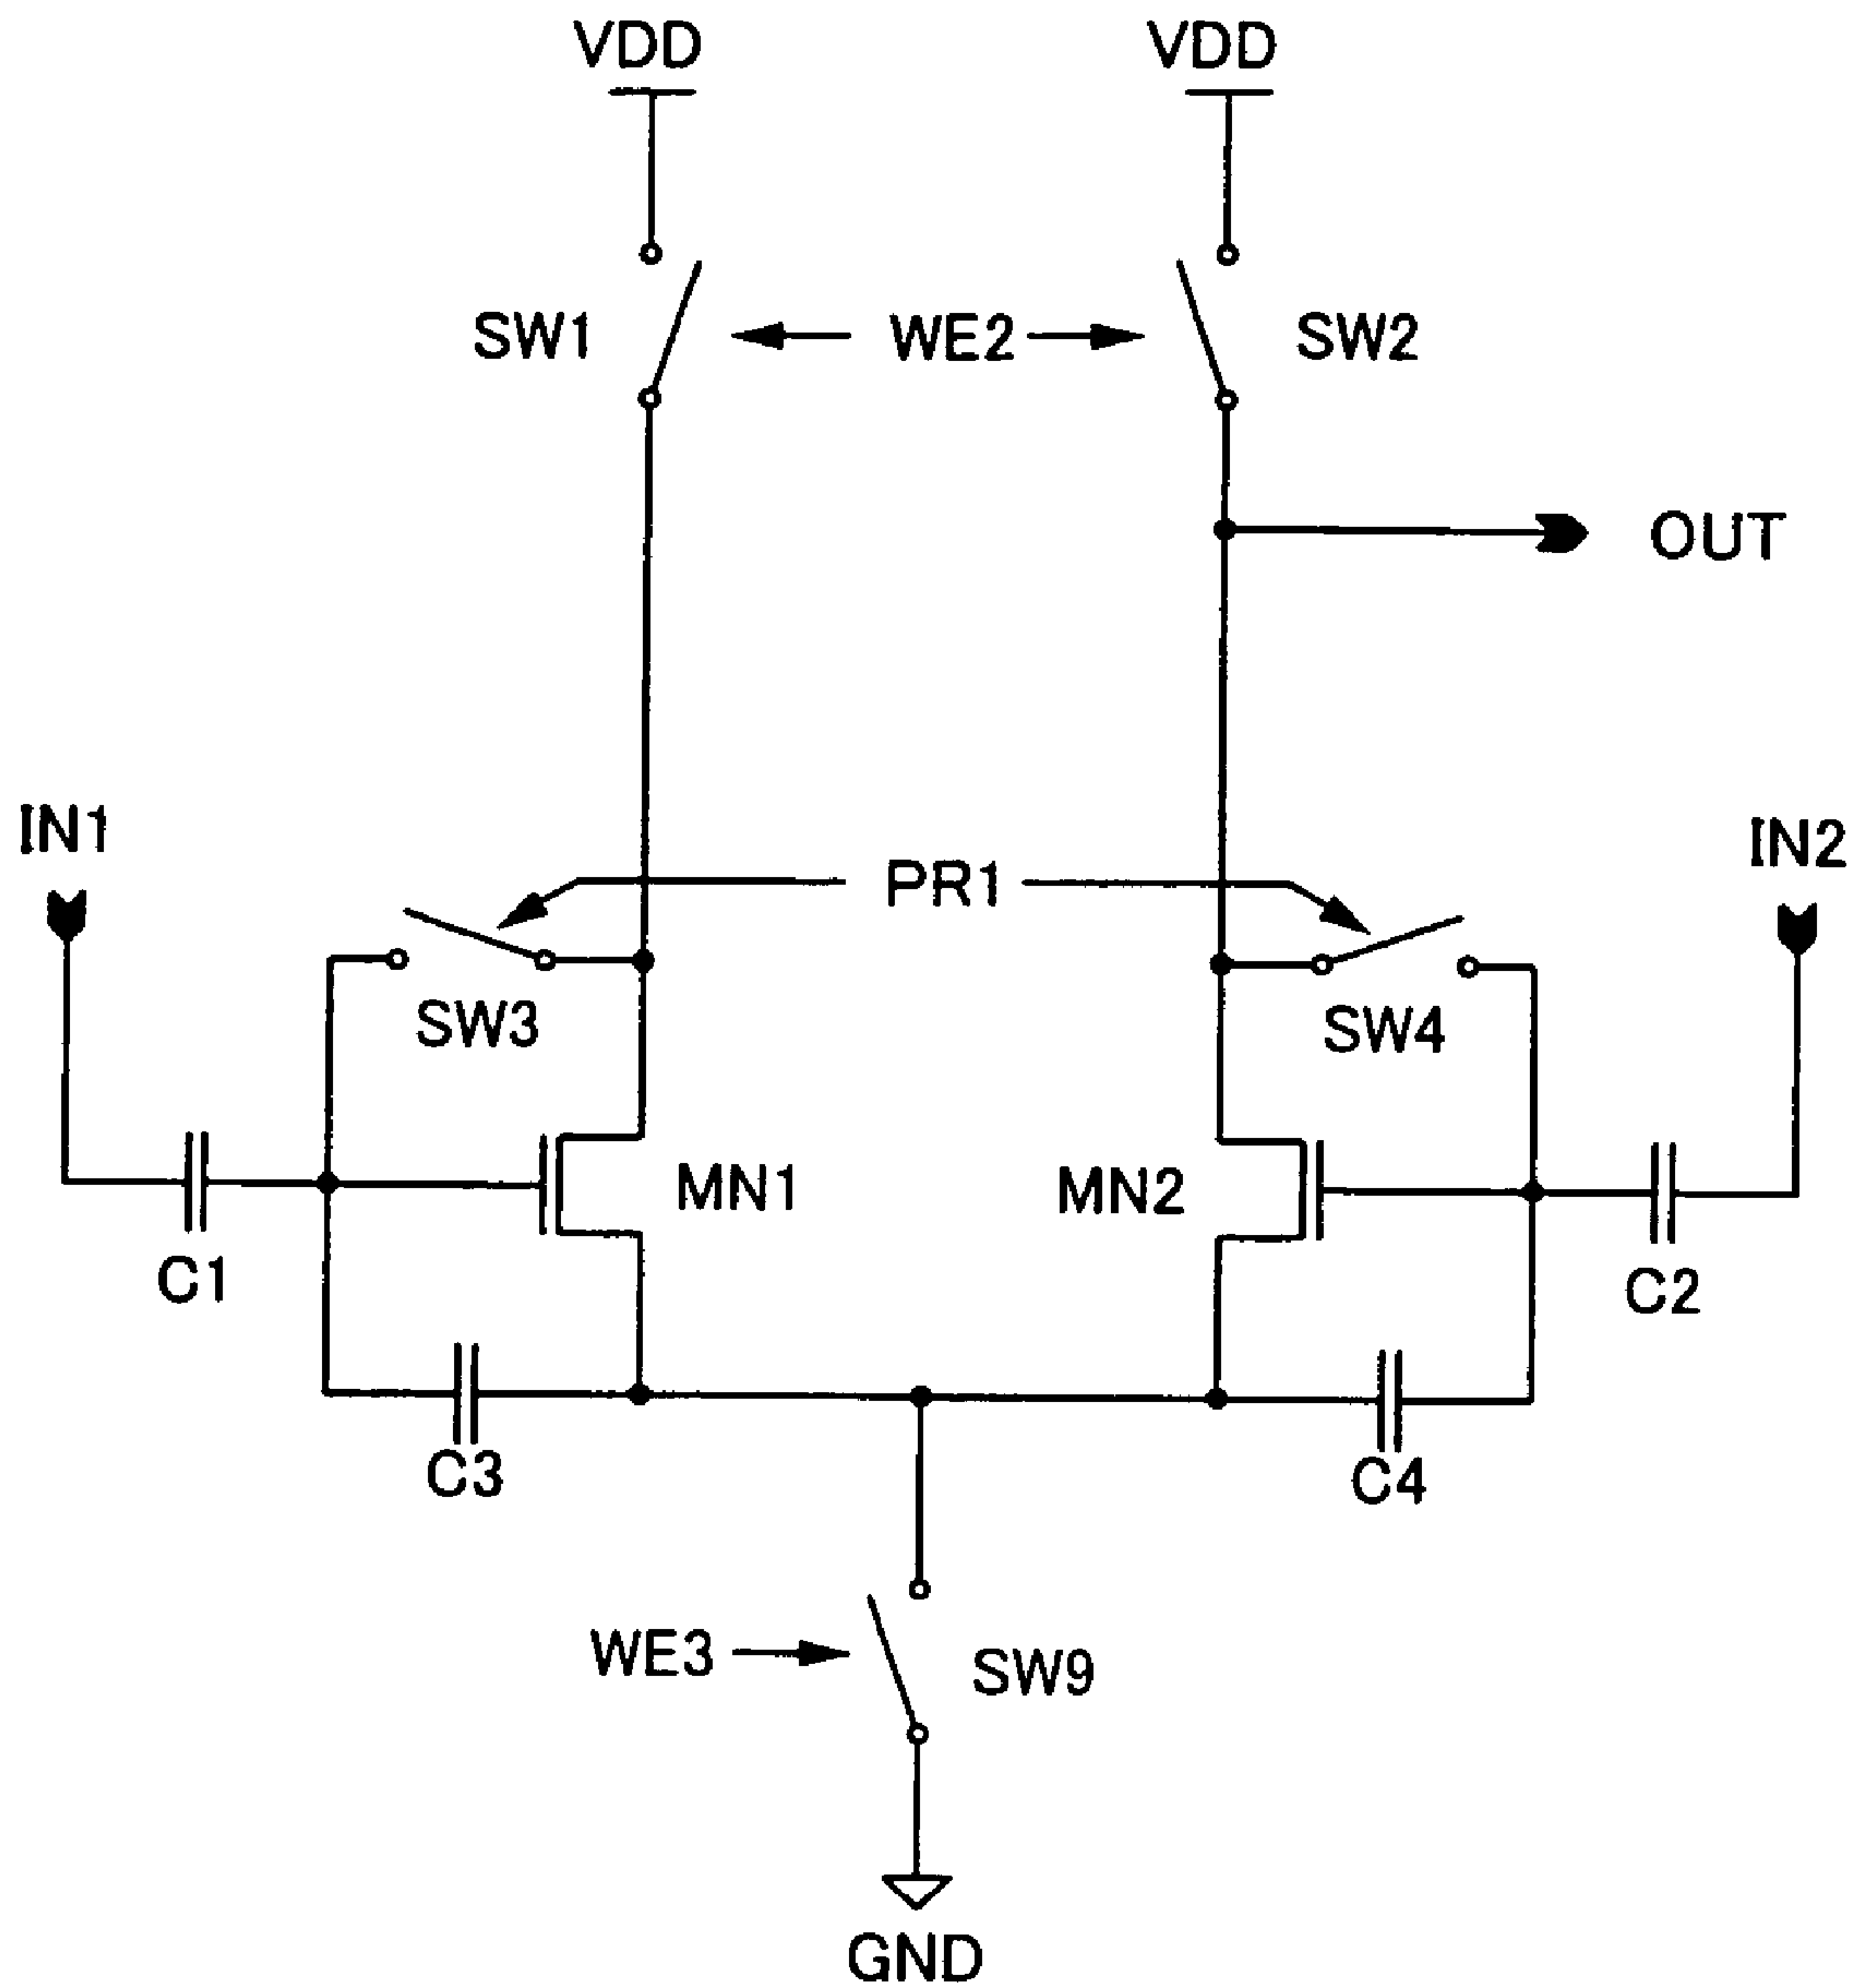 VDD
VDD
SW1
WE2
SW2
OUT
IN1
PR1
IN2
SW3
SW4
MN1
MN2
C1
C2
C3
C4
WE3
SW9
GND